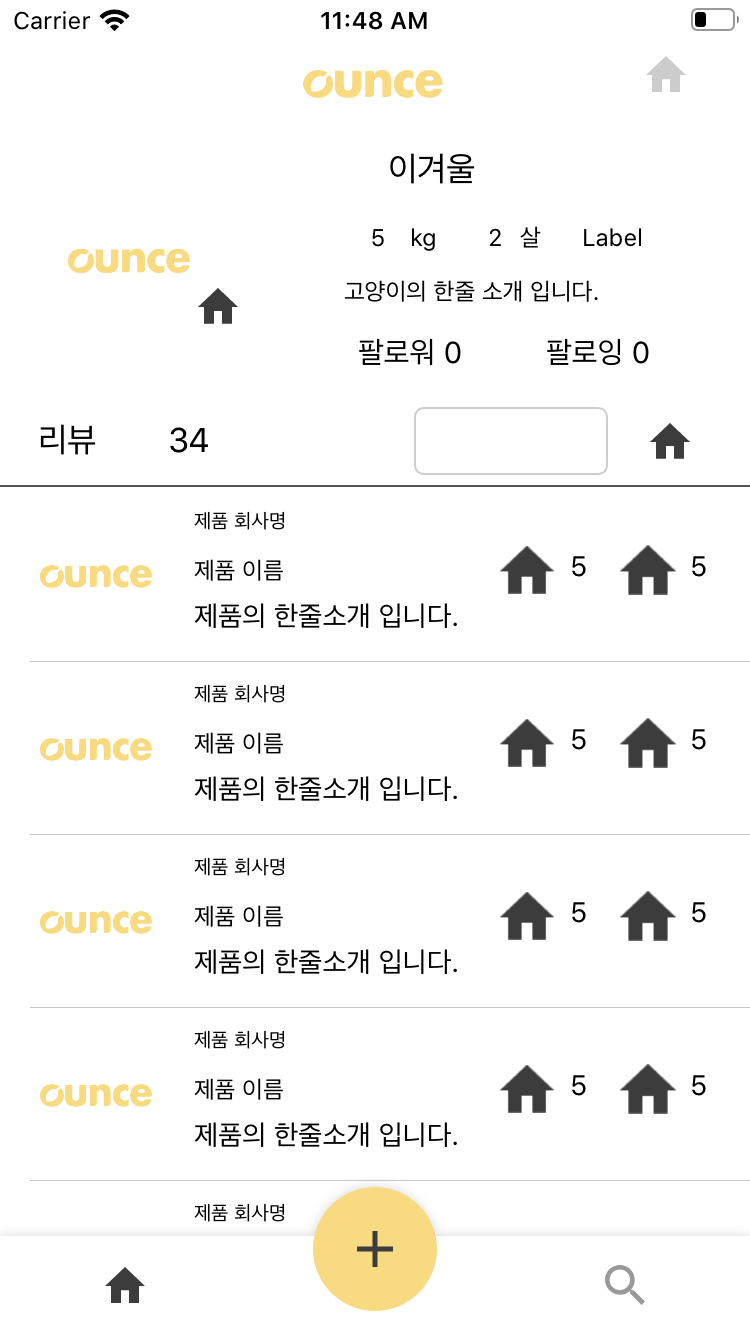 Carrier 11:48 AM
ounce
이겨울
5 kg 2 살 Label
ounce
고양이의 한줄 소개 입니다.
팔로워 0 팔로잉 0
리뷰 34
제품 회사명
ounce 제품 이름 5 5
제품의 한줄소개 입니다.
제품 회사명
ounce 제품 이름 5 5
제품의 한줄소개 입니다.
제품 회사명
ounce 제품 이름 5 5
제품의 한줄소개 입니다.
제품 회사명
ounce 제품 이름 5 5
제품의 한줄소개 입니다.
제품 회사명
+